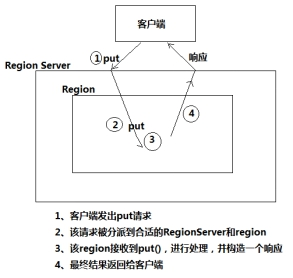 客户端
①put
响应
Region Server
Region
④
② put
③
1、客户端发出put请求
2、该请求被分派到合适的RegionServer和region
3、该region接收到put()，进行处理，并构造一个响应
4、最终结果返回给客户端